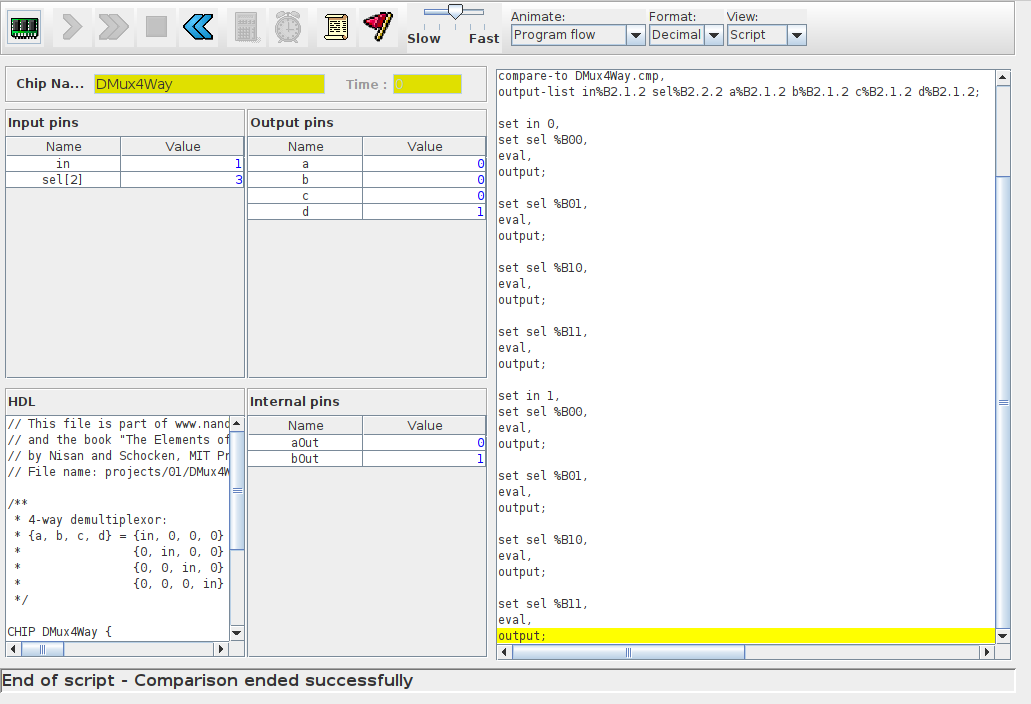 Slow Fast
Animate:
Program flow
Format:
Decimal
View:
Script
Chip Na... DMux4Way Time : 0
Input pins
Name Value
in 1
sel[2] 3
Output pins
Name Value
a 0
b 0
c 0
d 1
HDL
// This file is part of www.nand
// and the book "The Elements of
// by Nisan and Schocken, MIT Pr
// File name: projects/01/DMux4W
/**
* 4-way demultiplexor:
* {a, b, c, d} = {in, 0, 0, 0}
* {0, in, 0, 0}
* {0, 0, in, 0}
* {0, 0, 0, in}
*/
CHIP DMux4Way {
Internal pins
Name Value
aOut 0
bOut 1
compare-to DMux4Way.cmp,
output-list in%B2.1.2 sel%B2.2.2 a%B2.1.2 b%B2.1.2 c%B2.1.2 d%B2.1.2;
set in 0,
set sel %B00,
eval,
output;
set sel %B01,
eval,
output;
set sel %B10,
eval,
output;
set sel %B11,
eval,
output;
set in 1,
set sel %B00,
eval,
output;
set sel %B01,
eval,
output;
set sel %B10,
eval,
output;
set sel %B11,
eval,
output;
End of script - Comparison ended successfully